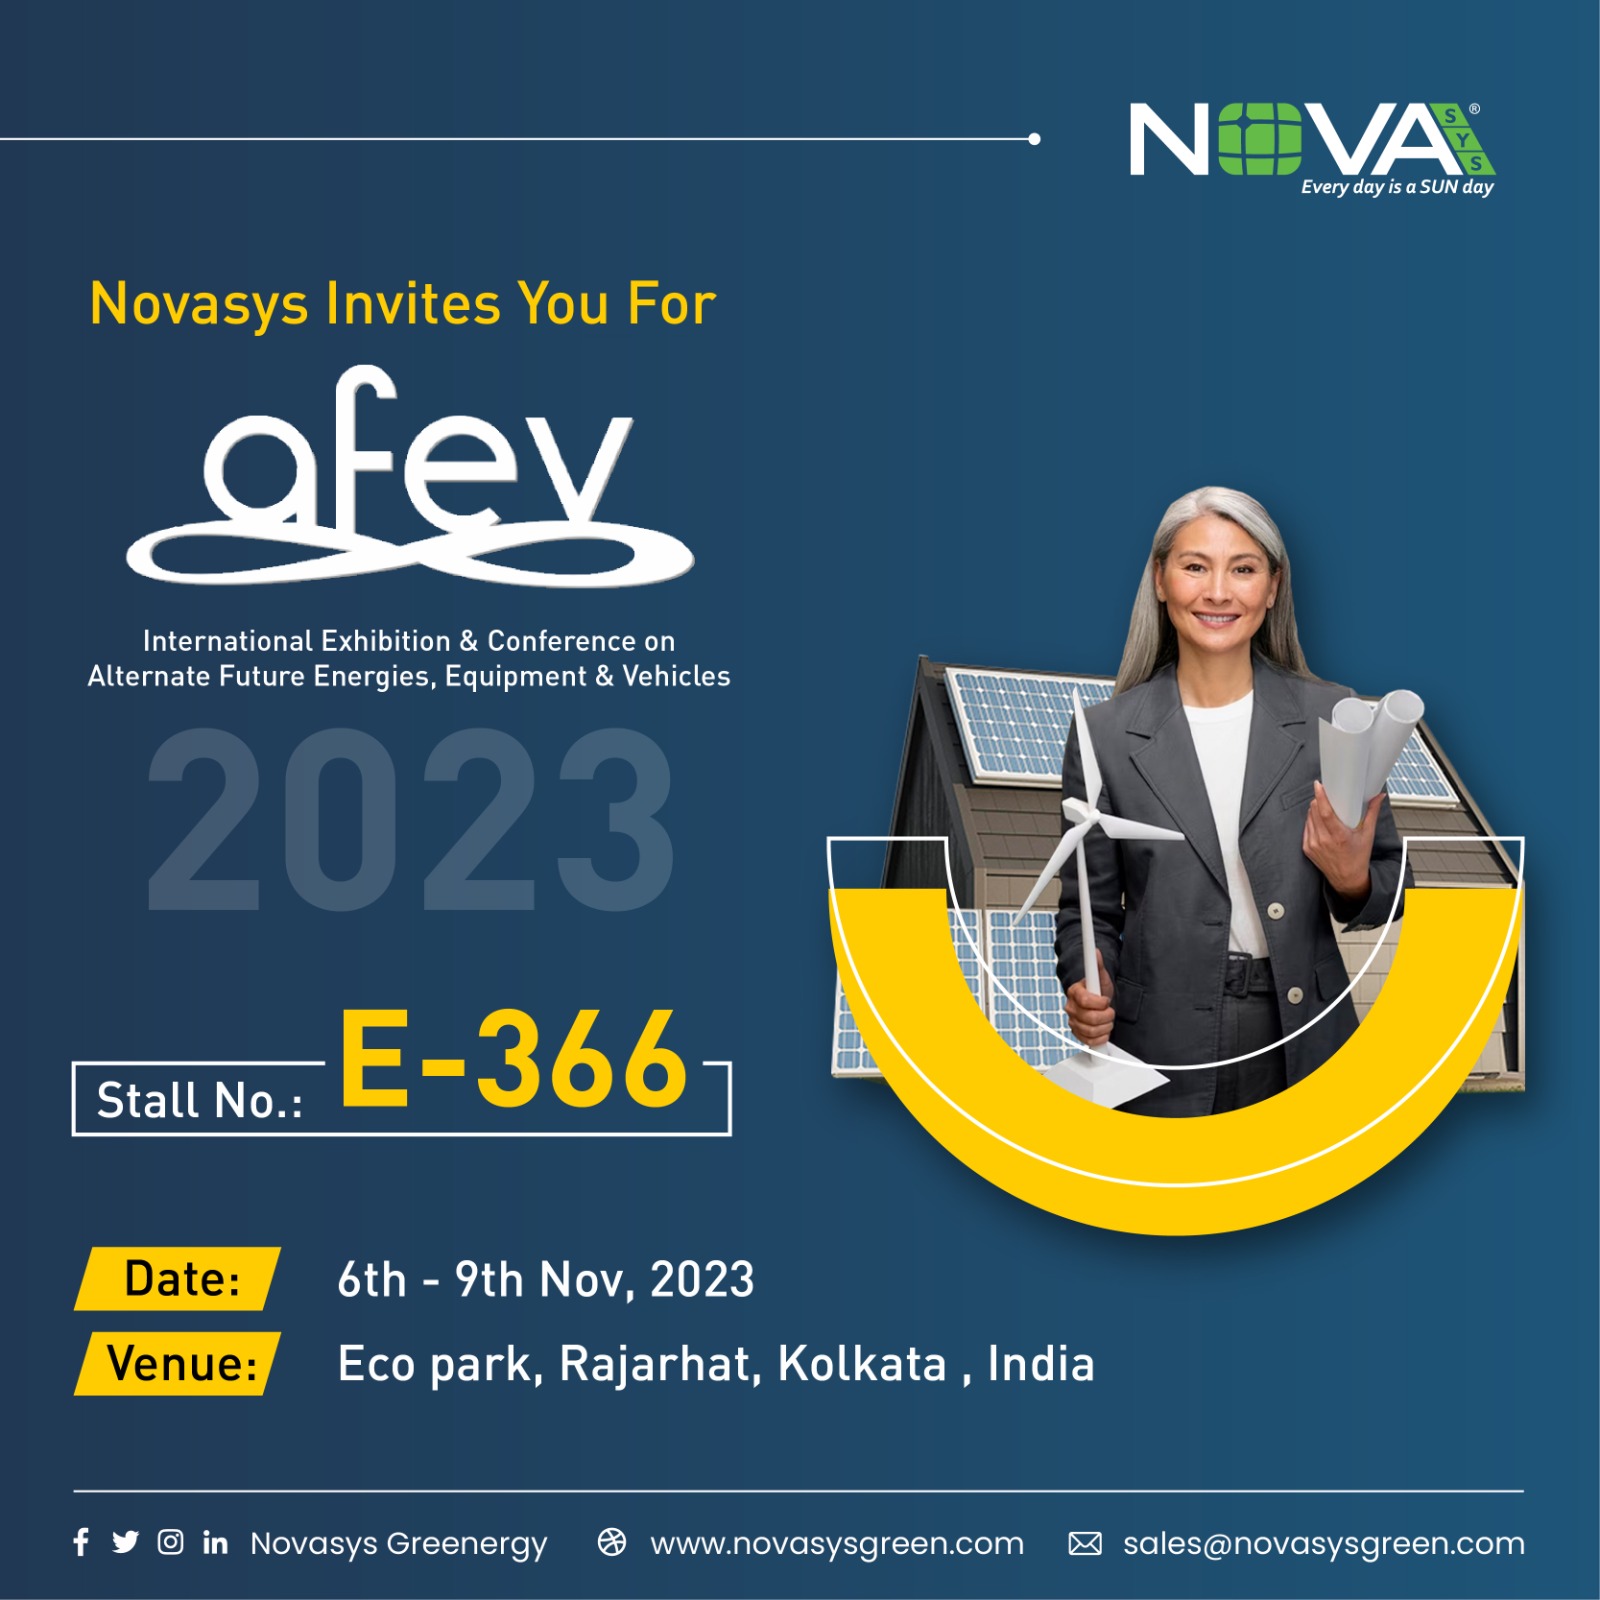 NOVA SYS®
Every day is a SUN day
Novasys Invites You For
afev
International Exhibition & Conference on
Alternate Future Energies, Equipment & Vehicles
2023
Stall No.: E-366
Date: 6th - 9th Nov, 2023
Venue: Eco park, Rajarhat, Kolkata , India
Novasys Greenergy www.novasysgreen.com sales@novasysgreen.com